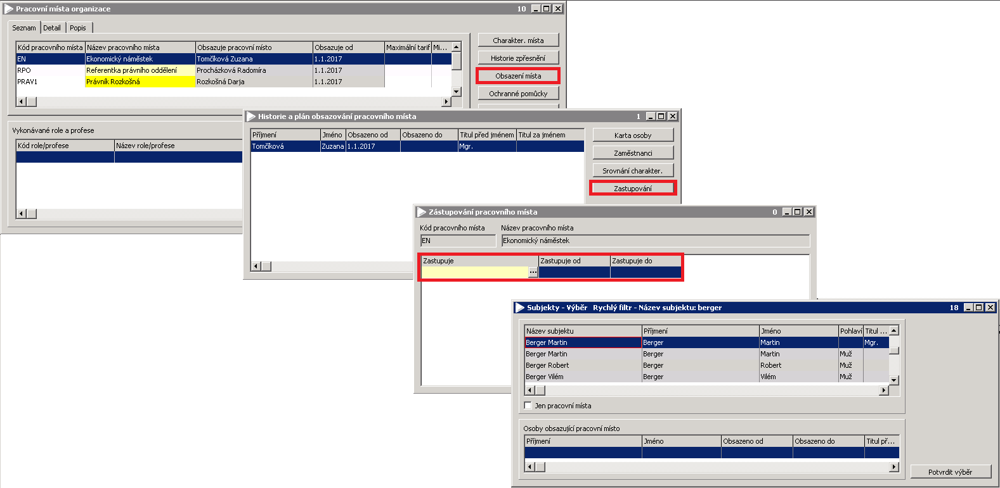 Pracovní místa organizace 10
Seznam Detail Popis
Kód pracovního místa Název pracovního místa Obsazuje pracovní místo Obsazuje od Maximální tarif Mi...
EN Ekonomický náměstek Tomčíková Zuzana 1.1.2017
RPO Referentka právního oddělení Procházková Radomíra 1.1.2017
PRAV1 Právník Rozkošná Rozkošná Darja 1.1.2017
Charakter. místa
Historie zpřesnění
Obsazení místa
Ochranné pomůcky
Vykonávané role a profese
Kód role/profese Název role/profese
Historie a plán obsazování pracovního místa 1
Příjmení Jméno Obsazeno od Obsazeno do Titul před jménem Titul za jménem
Tomčíková Zuzana 1.1.2017 Mgr.
Karta osoby
Zaměstnanci
Srovnání charakter.
Zastupování
Zástupování pracovního místa 0
Kód pracovního místa Název pracovního místa
EN Ekonomický náměstek
Zastupuje Zastupuje od Zastupuje do
...
Subjekty - Výběr Rychlý filtr - Název subjektu: berger 18
Název subjektu Příjmení Jméno Pohlaví Titul ...
Berger Martin Berger Martin Mgr.
Berger Martin Berger Martin Muž
Berger Robert Berger Robert Muž
Berger Vilém Berger Vilém Muž
Jen pracovní místa
Osoby obsazující pracovní místo
Příjmení Jméno Obsazeno od Obsazeno do Titul př...
Potvrdit výběr